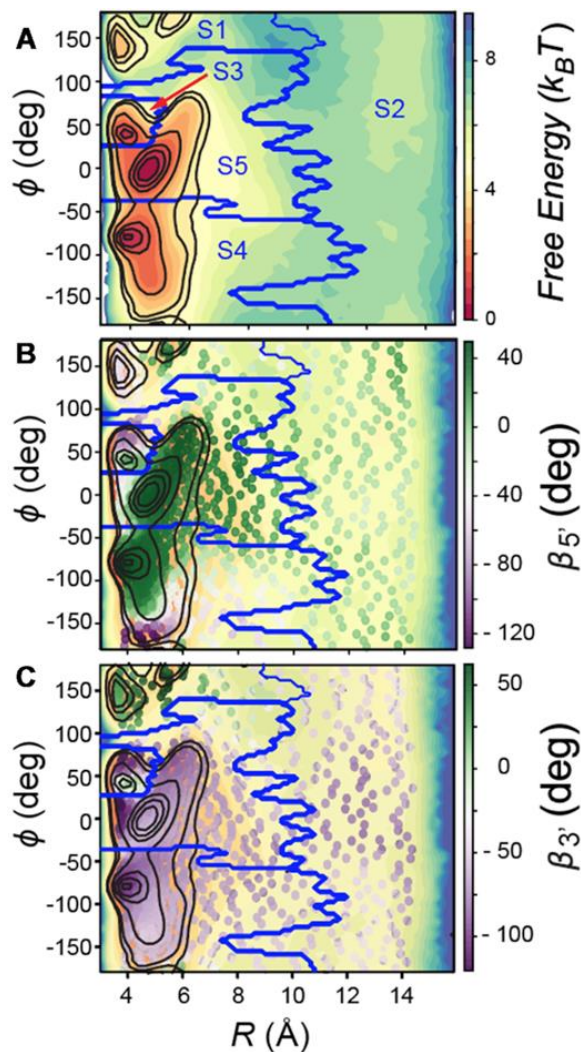 A
ϕ (deg)
150
100
50
0
-50
-100
-150
S1
S3
S2
S5
S4
8
4
0
Free Energy (k_BT)
B
ϕ (deg)
150
100
50
0
-50
-100
-150
40
0
- 40
- 80
- 120
β5' (deg)
C
ϕ (deg)
150
100
50
0
-50
-100
-150
50
0
- 50
- 100
β3' (deg)
4 6 8 10 12 14
R (Å)